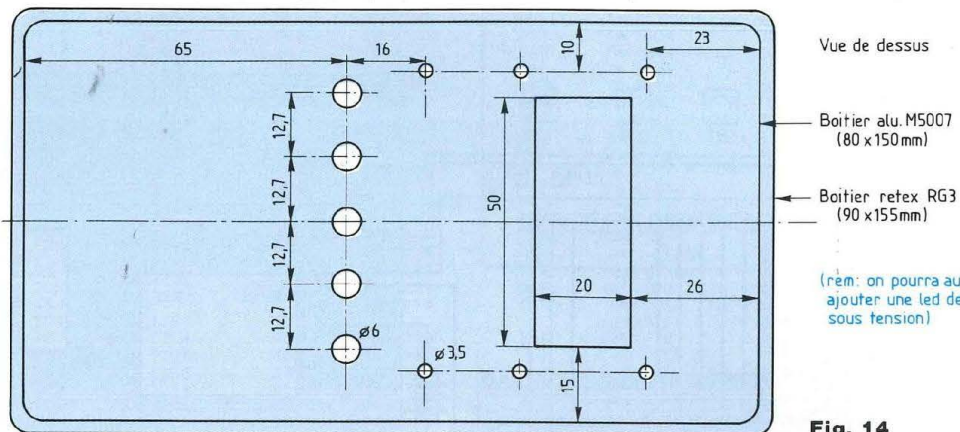 65
16
10
23
12,7
12,7
12,7
12,7
50
20
26
15
ø6
ø3,5
Vue de dessus
Boitier alu. M5007
(80 x 150mm)
Boitier retex RG3
(90 x 155mm)
(rem: on pourra au
ajouter une led de
sous tension)
Fig. 14